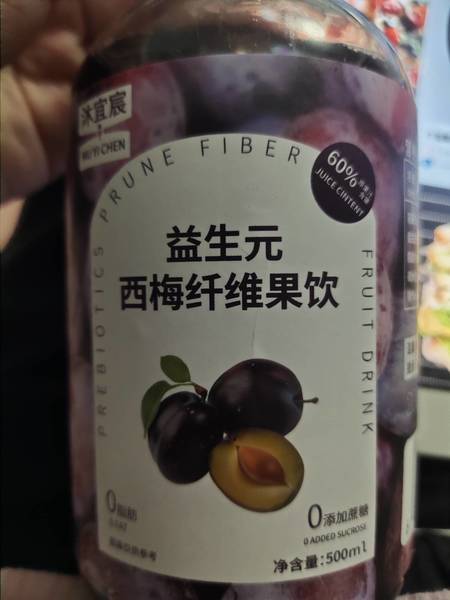 沐宜宸
MU YI CHEN
PREBIOTICS PRUNE FIBER
FRUIT DRINK
60%
JUICE CINTENT
益生元
西梅纤维果饮
0脂肪
0 FAT
0添加蔗糖
0 ADDED SUCROSE
净含量:500ml